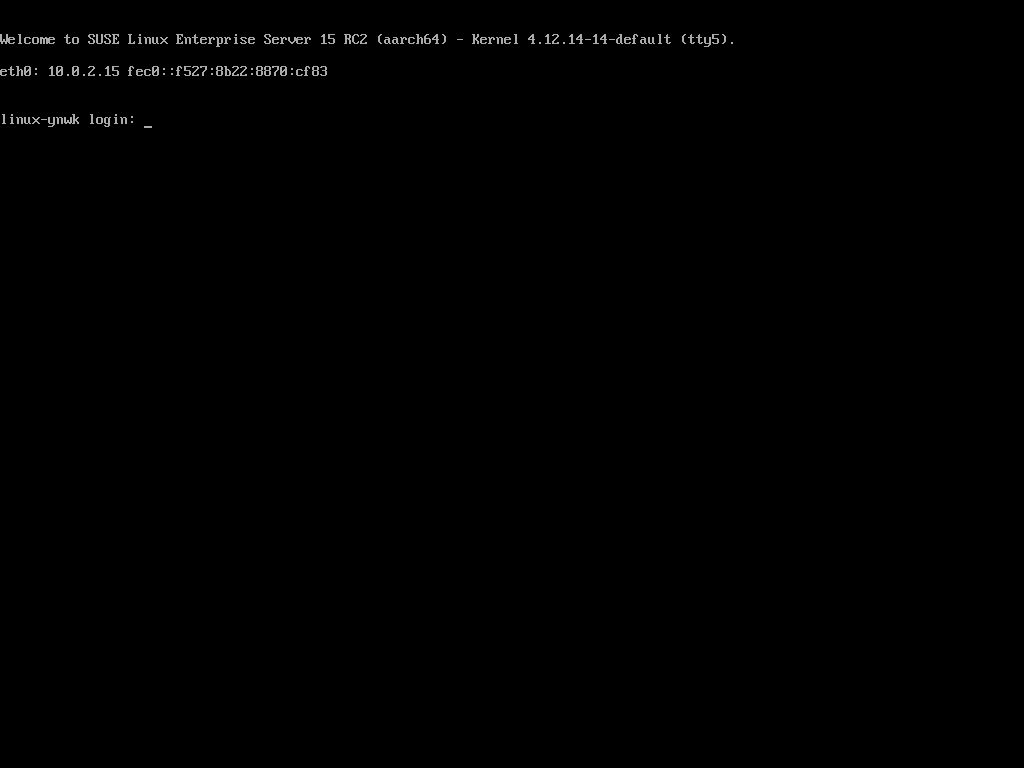 Welcome to SUSE Linux Enterprise Server 15 RC2 (aarch64) - Kernel 4.12.14-14-default (tty5).
eth0: 10.0.2.15 fec0::f527:8b22:8870:cf83
linux-ynwk login: _